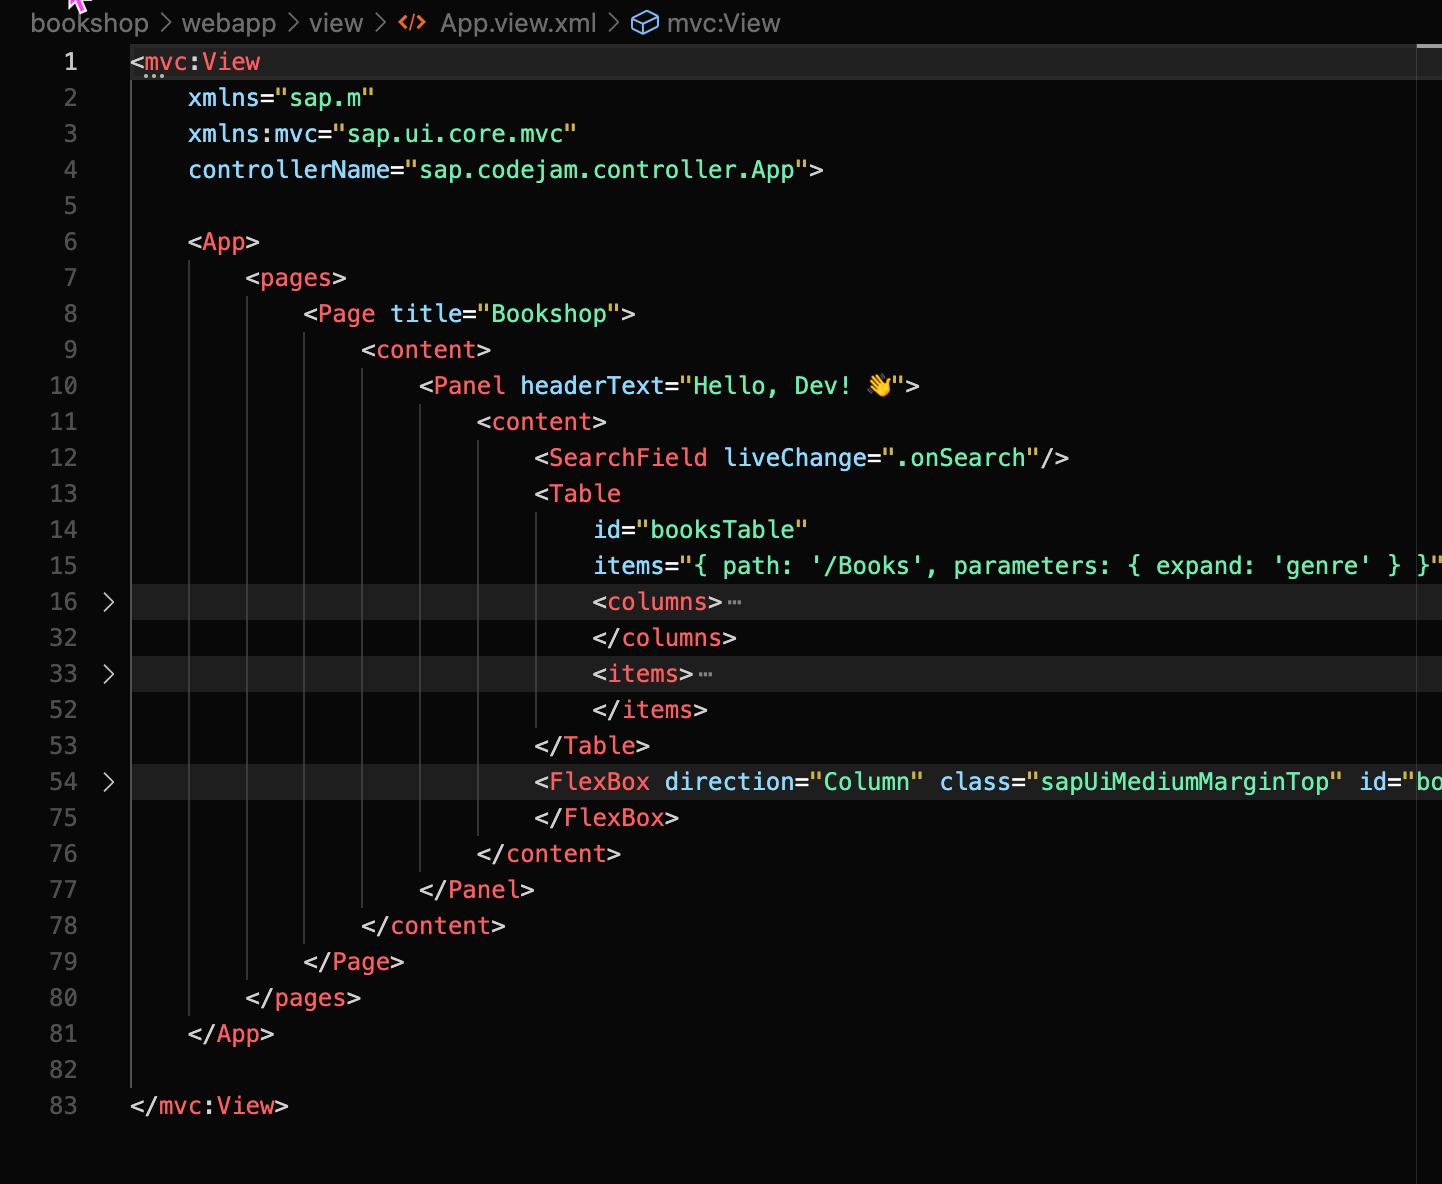 bookshop > webapp > view > </> App.view.xml > mvc:View
1 <mvc:View
2     xmlns="sap.m"
3     xmlns:mvc="sap.ui.core.mvc"
4     controllerName="sap.codejam.controller.App">
5
6     <App>
7         <pages>
8             <Page title="Bookshop">
9                 <content>
10                     <Panel headerText="Hello, Dev! 👋">
11                         <content>
12                             <SearchField liveChange=".onSearch"/>
13                             <Table
14                                 id="booksTable"
15                                 items="{ path: '/Books', parameters: { expand: 'genre' } }"
16 >                               <columns>⋯
32                                 </columns>
33 >                               <items>⋯
52                                 </items>
53                             </Table>
54 >                           <FlexBox direction="Column" class="sapUiMediumMarginTop" id="bo
75                             </FlexBox>
76                         </content>
77                     </Panel>
78                 </content>
79             </Page>
80         </pages>
81     </App>
82
83 </mvc:View>